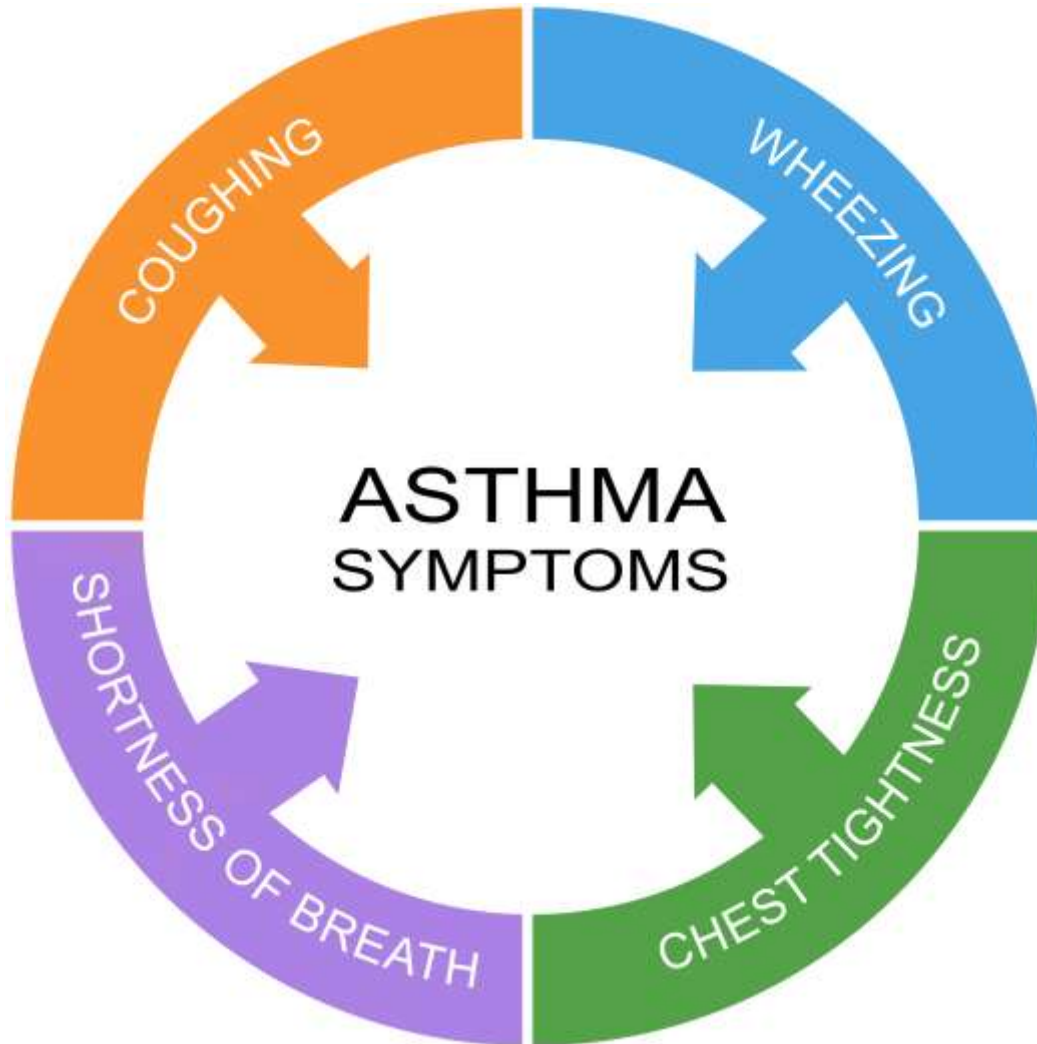 COUGHING
WHEEZING
ASTHMA
SYMPTOMS
SHORTNESS OF BREATH
CHEST TIGHTNESS